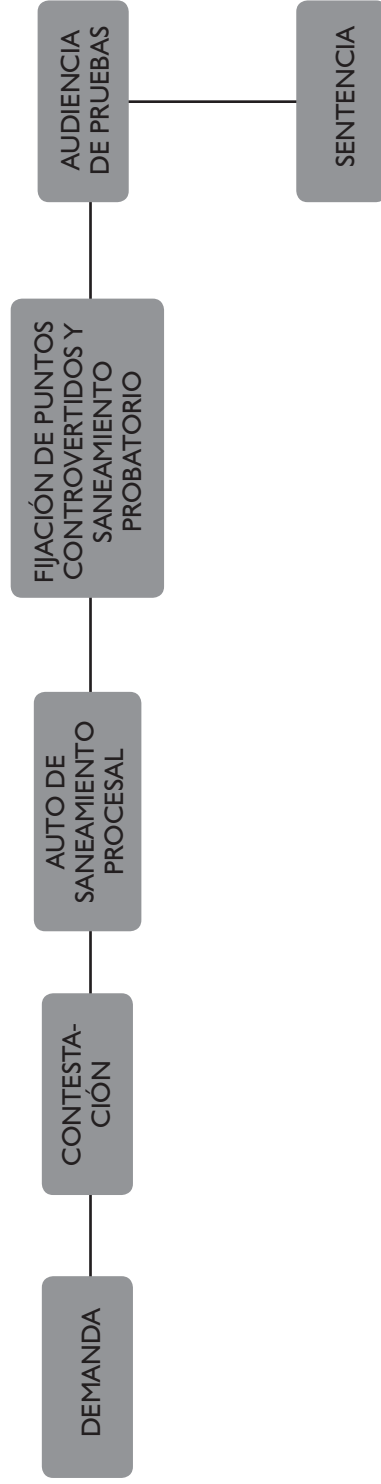 DEMANDA
CONTESTA-
CIÓN
AUTO DE
SANEAMIENTO
PROCESAL
FIJACIÓN DE PUNTOS
CONTROVERTIDOS Y
SANEAMIENTO
PROBATORIO
AUDIENCIA
DE PRUEBAS
SENTENCIA